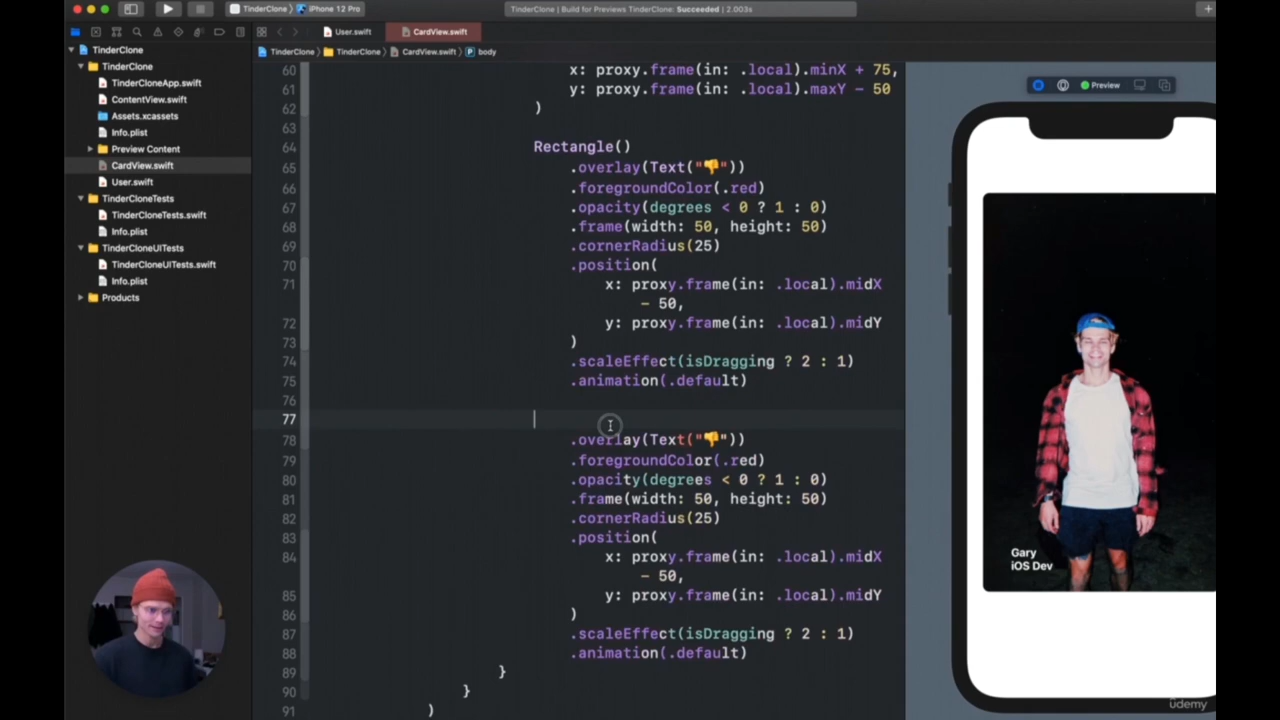 TinderClone
iPhone 12 Pro
TinderClone | Build for Previews TinderClone: Succeeded | 2.003s
User.swift
CardView.swift
TinderClone
TinderClone
TinderClone
CardView.swift
body
TinderClone
TinderCloneApp.swift
ContentView.swift
Assets.xcassets
Info.plist
Preview Content
CardView.swift
User.swift
TinderCloneTests
TinderCloneTests.swift
Info.plist
TinderCloneUITests
TinderCloneUITests.swift
Info.plist
Products
60 x: proxy.frame(in: .local).minX + 75,
61 y: proxy.frame(in: .local).maxY - 50
62 )
63
64 Rectangle()
65 .overlay(Text("👎"))
66 .foregroundColor(.red)
67 .opacity(degrees < 0 ? 1 : 0)
68 .frame(width: 50, height: 50)
69 .cornerRadius(25)
70 .position(
71 x: proxy.frame(in: .local).midX
- 50,
72 y: proxy.frame(in: .local).midY
73 )
74 .scaleEffect(isDragging ? 2 : 1)
75 .animation(.default)
76
77
78 .overlay(Text("👎"))
79 .foregroundColor(.red)
80 .opacity(degrees < 0 ? 1 : 0)
81 .frame(width: 50, height: 50)
82 .cornerRadius(25)
83 .position(
84 x: proxy.frame(in: .local).midX
- 50,
85 y: proxy.frame(in: .local).midY
86 )
87 .scaleEffect(isDragging ? 2 : 1)
88 .animation(.default)
89 }
90 }
91 )
Preview
Gary
iOS Dev
ûdemy